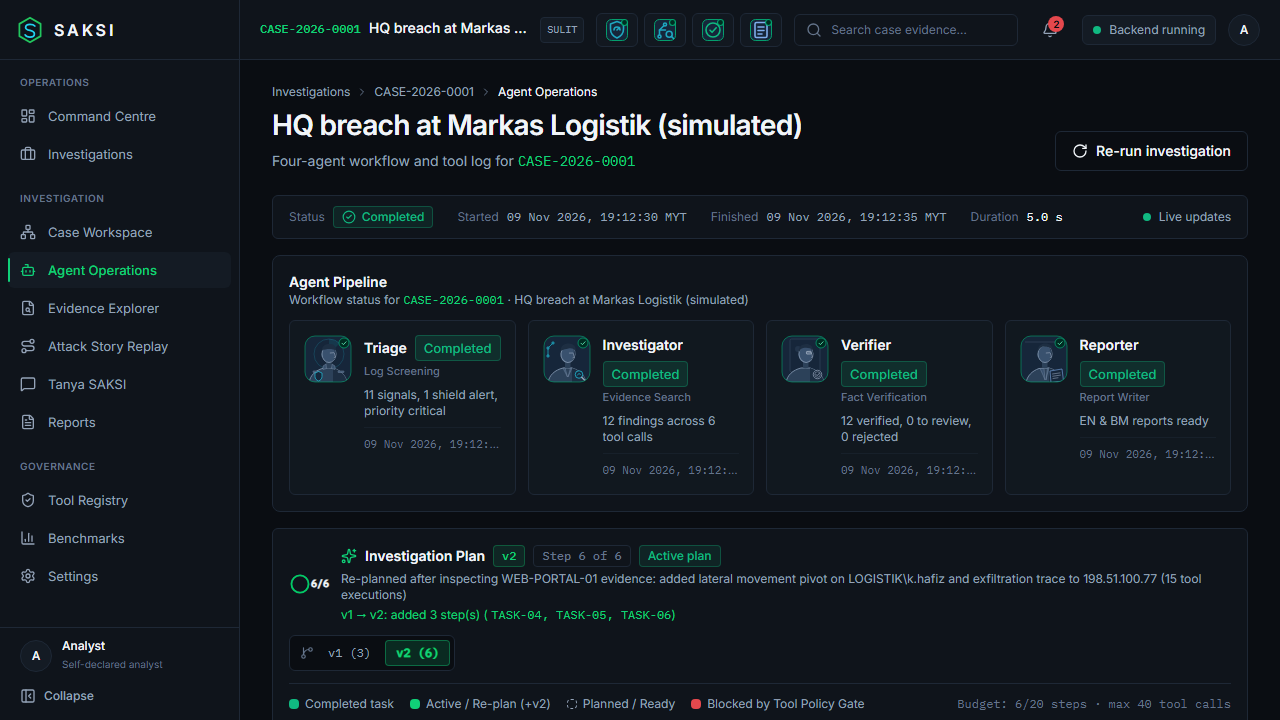 SAKSI
CASE-2026-0001 HQ breach at Markas ... SULIT
Search case evidence...
2
Backend running
A
OPERATIONS
Command Centre
Investigations
INVESTIGATION
Case Workspace
Agent Operations
Evidence Explorer
Attack Story Replay
Tanya SAKSI
Reports
GOVERNANCE
Tool Registry
Benchmarks
Settings
A
Analyst
Self-declared analyst
Collapse
Investigations > CASE-2026-0001 > Agent Operations
HQ breach at Markas Logistik (simulated)
Four-agent workflow and tool log for CASE-2026-0001
Re-run investigation
Status Completed Started 09 Nov 2026, 19:12:30 MYT Finished 09 Nov 2026, 19:12:35 MYT Duration 5.0 s Live updates
Agent Pipeline
Workflow status for CASE-2026-0001 · HQ breach at Markas Logistik (simulated)
Triage Completed
Log Screening
11 signals, 1 shield alert,
priority critical
09 Nov 2026, 19:12:...
Investigator
Completed
Evidence Search
12 findings across 6
tool calls
09 Nov 2026, 19:12:...
Verifier
Completed
Fact Verification
12 verified, 0 to review,
0 rejected
09 Nov 2026, 19:12:...
Reporter
Completed
Report Writer
EN & BM reports ready
09 Nov 2026, 19:12:...
6/6
Investigation Plan v2 Step 6 of 6 Active plan
Re-planned after inspecting WEB-PORTAL-01 evidence: added lateral movement pivot on LOGISTIK\k.hafiz and exfiltration trace to 198.51.100.77 (15 tool
executions)
v1 → v2: added 3 step(s) ( TASK-04, TASK-05, TASK-06)
v1 (3) v2 (6)
Completed task Active / Re-plan (+v2) Planned / Ready Blocked by Tool Policy Gate Budget: 6/20 steps · max 40 tool calls